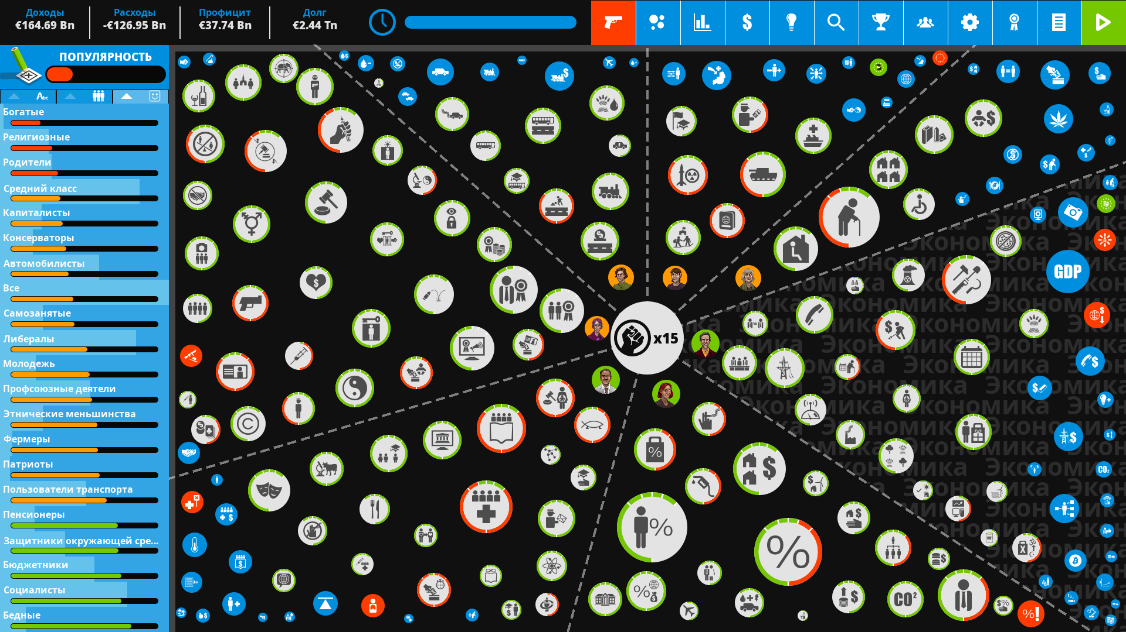 Доходы Расходы Профицит Долг
€164.69 Bn -€126.95 Bn €37.74 Bn €2.44 Tn
ПОПУЛЯРНОСТЬ
Богатые
Религиозные
Родители
Средний класс
Капиталисты
Консерваторы
Автомобилисты
Все
Самозанятые
Либералы
Молодежь
Профсоюзные деятели
Этнические меньшинства
Фермеры
Патриоты
Пользователи транспорта
Пенсионеры
Защитники окружающей сре...
Бюджетники
Социалисты
Бедные
x15
GDP
Экономика
CO²
%
%!